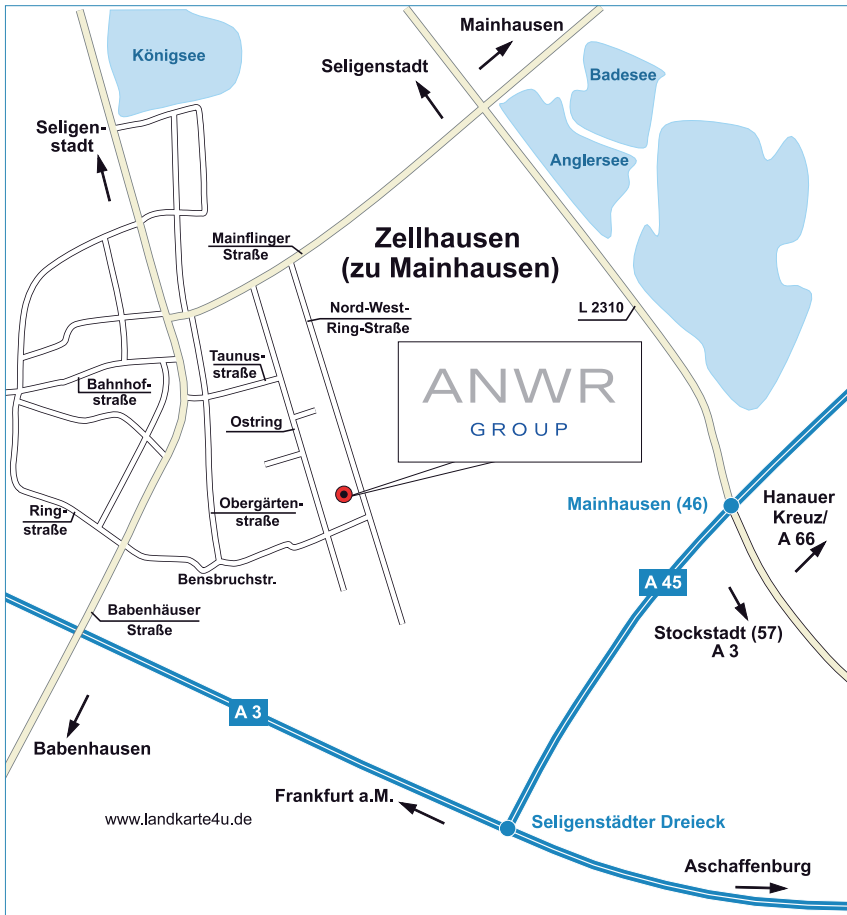 Mainhausen
Königsee
Seligenstadt
Badesee
Seligen-
stadt
Anglersee
Mainflinger
Straße
Zellhausen
(zu Mainhausen)
Nord-West-
Ring-Straße
L 2310
Taunus-
straße
ANWR
GROUP
Bahnhof-
straße
Ostring
Obergärten-
straße
Ring-
straße
Mainhausen (46)
Hanauer
Kreuz/
A 66
Bensbruchstr.
A 45
Babenhäuser
Straße
Stockstadt (57)
A 3
A 3
Babenhausen
Frankfurt a.M.
www.landkarte4u.de
Seligenstädter Dreieck
Aschaffenburg